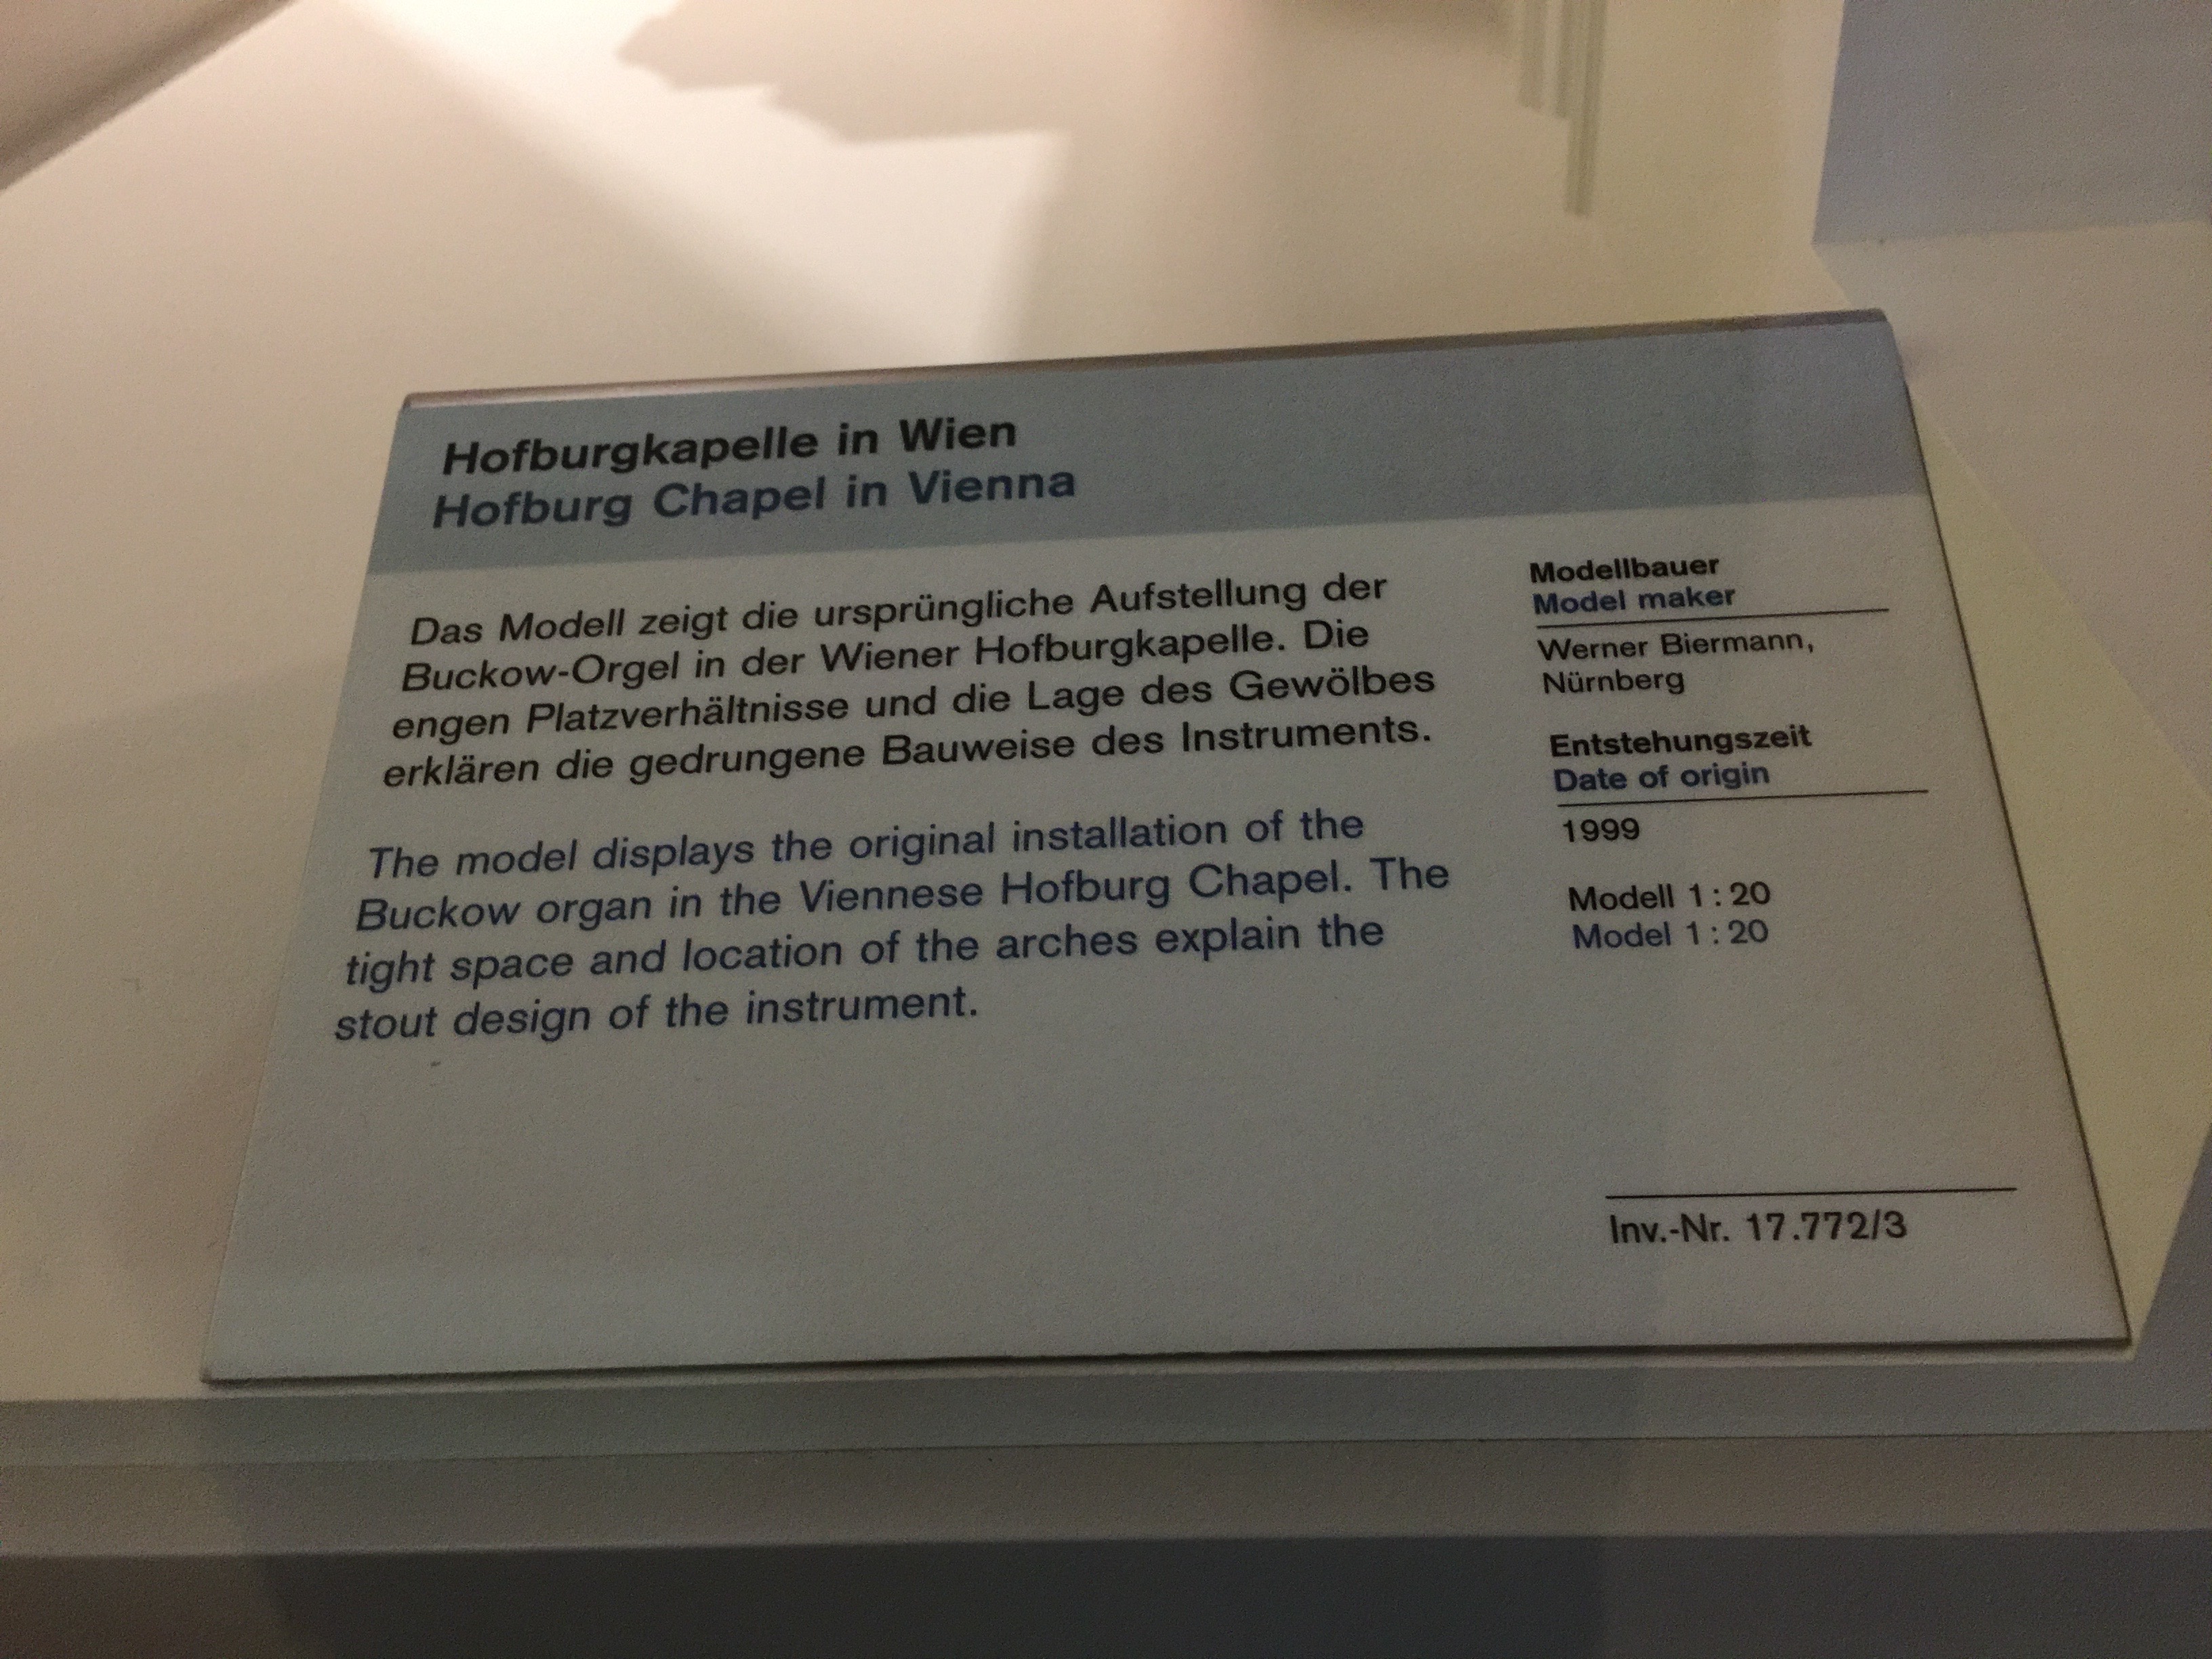 Hofburgkapelle in Wien
Hofburg Chapel in Vienna
Das Modell zeigt die ursprüngliche Aufstellung der
Buckow-Orgel in der Wiener Hofburgkapelle. Die
engen Platzverhältnisse und die Lage des Gewölbes
erklären die gedrungene Bauweise des Instruments.
The model displays the original installation of the
Buckow organ in the Viennese Hofburg Chapel. The
tight space and location of the arches explain the
stout design of the instrument.
Modellbauer
Model maker
Werner Biermann,
Nürnberg
Entstehungszeit
Date of origin
1999
Modell 1 : 20
Model 1 : 20
Inv.-Nr. 17.772/3